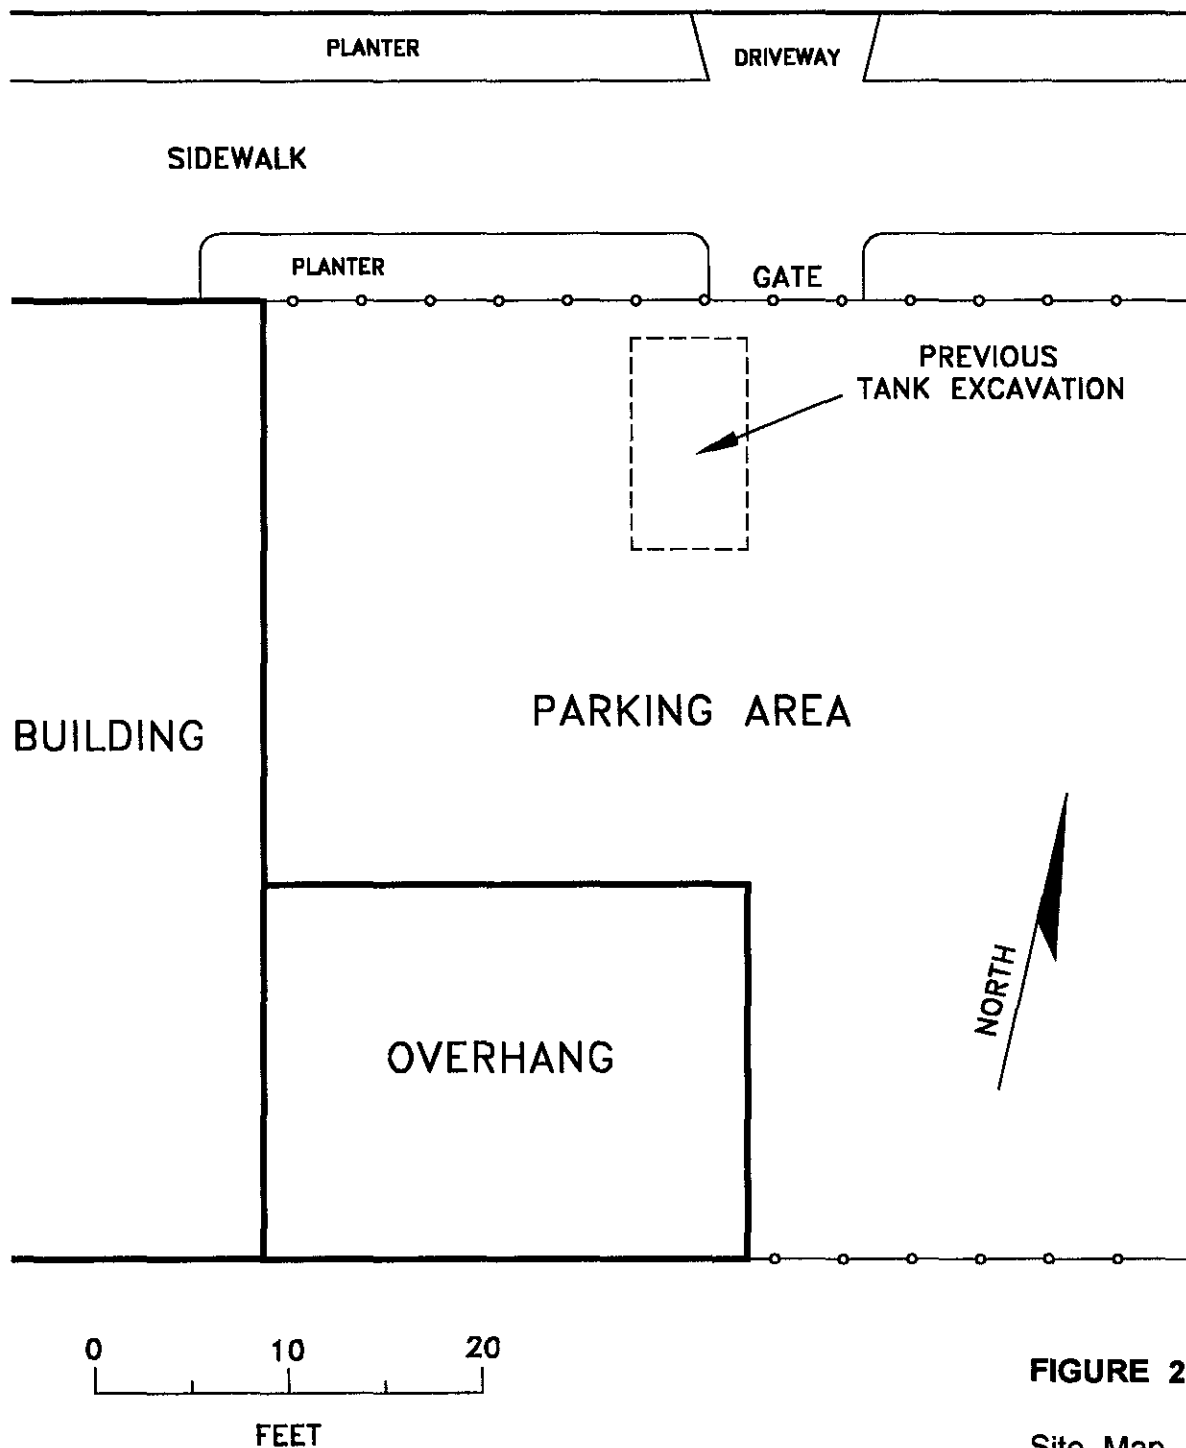 PLANTER
DRIVEWAY
SIDEWALK
PLANTER
GATE
PREVIOUS
TANK EXCAVATION
PARKING AREA
BUILDING
NORTH
OVERHANG
0 10 20
FEET
FIGURE 2
Site Map